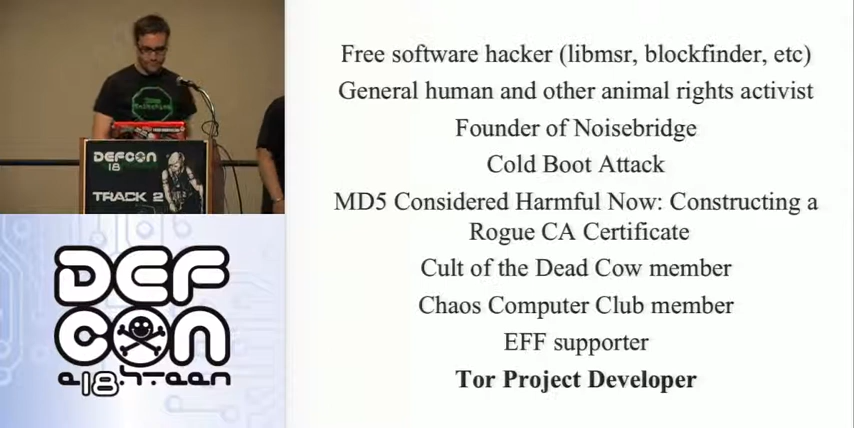 DEFCON
18
TRACK 2
DEF
CON
e18h-teen
Free software hacker (libmsr, blockfinder, etc)
General human and other animal rights activist
Founder of Noisebridge
Cold Boot Attack
MD5 Considered Harmful Now: Constructing a
Rogue CA Certificate
Cult of the Dead Cow member
Chaos Computer Club member
EFF supporter
Tor Project Developer